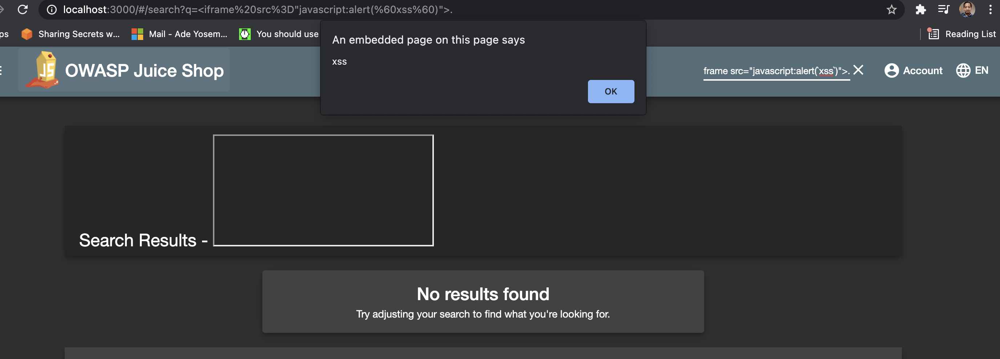 localhost:3000/#/search?q=<iframe%20src%3D"javascript:alert(%60xss%60)">.
ps Sharing Secrets w... Mail - Ade Yosem... You should use Reading List
An embedded page on this page says
xss
OK
JS OWASP Juice Shop frame src="javascript:alert(`xss`)">. Account EN
Search Results -
No results found
Try adjusting your search to find what you're looking for.